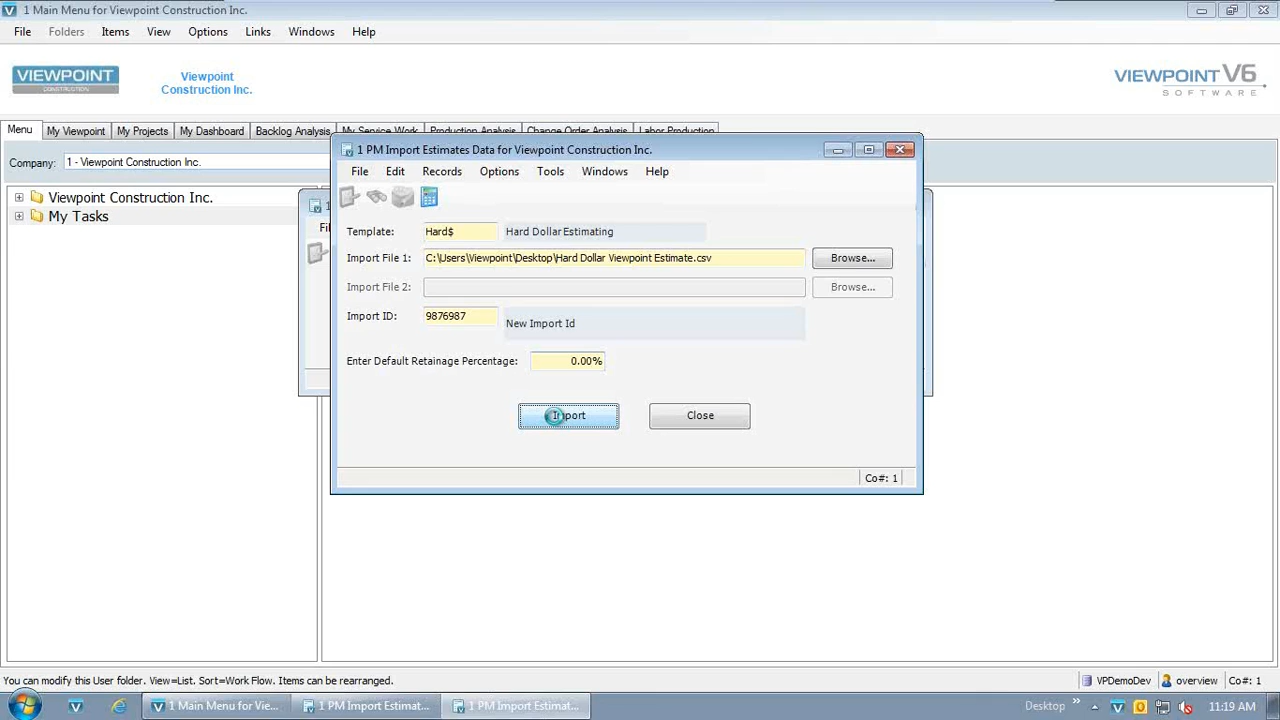 1 Main Menu for Viewpoint Construction Inc.
File Folders Items View Options Links Windows Help
VIEWPOINT
CONSTRUCTION
Viewpoint
Construction Inc.
VIEWPOINT V6
SOFTWARE
Menu My Viewpoint My Projects My Dashboard Backlog Analysis My Service Work Production Analysis Change Order Analysis Labor Production
Company: 1 - Viewpoint Construction Inc.
Viewpoint Construction Inc.
My Tasks
1 PM Import Estimates Data for Viewpoint Construction Inc.
File Edit Records Options Tools Windows Help
Template: Hard$ Hard Dollar Estimating
Import File 1: C:\Users\Viewpoint\Desktop\Hard Dollar Viewpoint Estimate.csv Browse...
Import File 2: Browse...
Import ID: 9876987 New Import Id
Enter Default Retainage Percentage: 0.00%
Import Close
Co#: 1
You can modify this User folder. View=List. Sort=Work Flow. Items can be rearranged. VPDemoDev overview Co#: 1
1 Main Menu for Vie... 1 PM Import Estimat... 1 PM Import Estimat... Desktop 11:19 AM